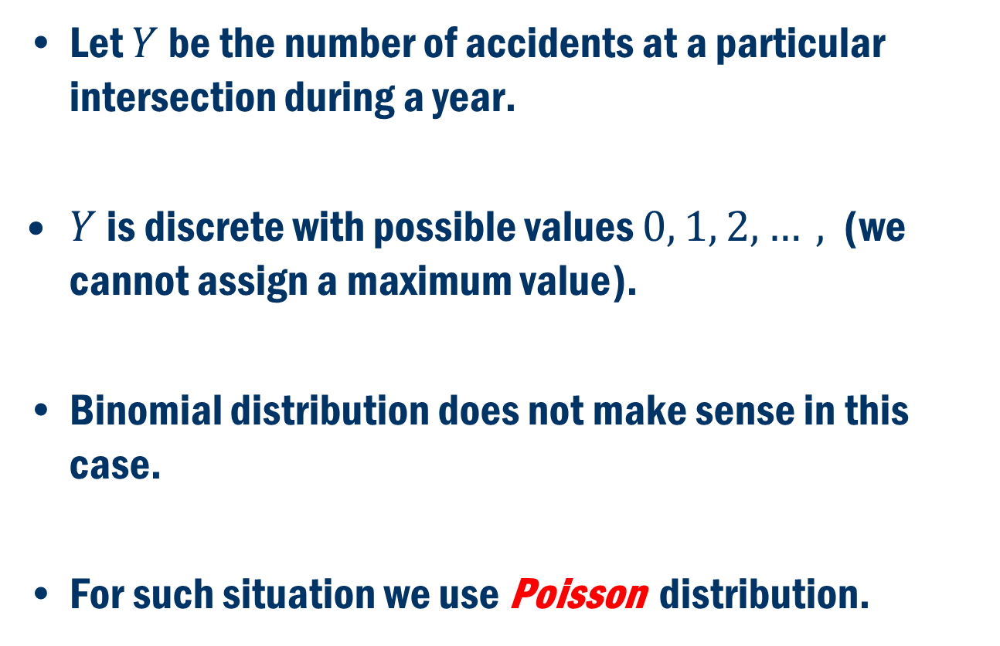 • Let Y be the number of accidents at a particular
intersection during a year.
• Y is discrete with possible values 0, 1, 2, … , (we
cannot assign a maximum value).
• Binomial distribution does not make sense in this
case.
• For such situation we use Poisson distribution.